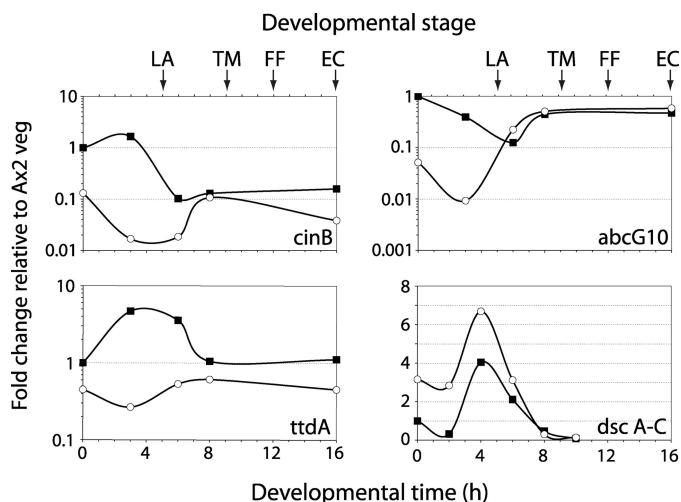 Developmental stage
LA TM FF EC LA TM FF EC
Fold change relative to Ax2 veg
10
1
0.1
0.01
cinB
1
0.1
0.01
0.001
abcG10
10
1
0.1
ttdA
0 4 8 12 16
8
6
4
2
0
dsc A-C
0 4 8 12 16
Developmental time (h)